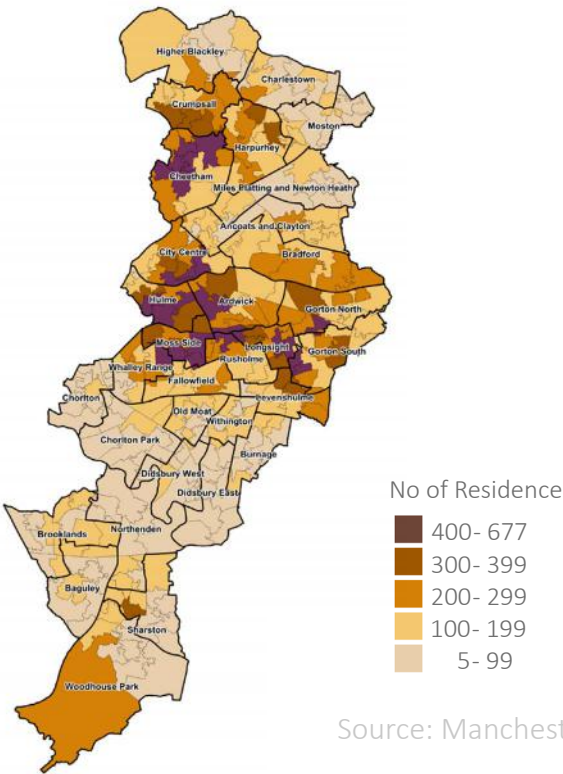 Higher Blackley
Charlestown
Crumpsall
Moston
Harpurhey
Cheetham
Miles Platting and Newton Heath
Ancoats and Clayton
City Centre
Bradford
Hulme
Ardwick
Gorton North
Moss Side
Longsight
Gorton South
Rusholme
Whalley Range
Fallowfield
Levenshulme
Chorlton
Old Moat
Withington
Chorlton Park
Burnage
Didsbury West
Didsbury East
Northenden
Brooklands
Baguley
Sharston
Woodhouse Park
No of Residence
400- 677
300- 399
200- 299
100- 199
5- 99
Source: Manchest